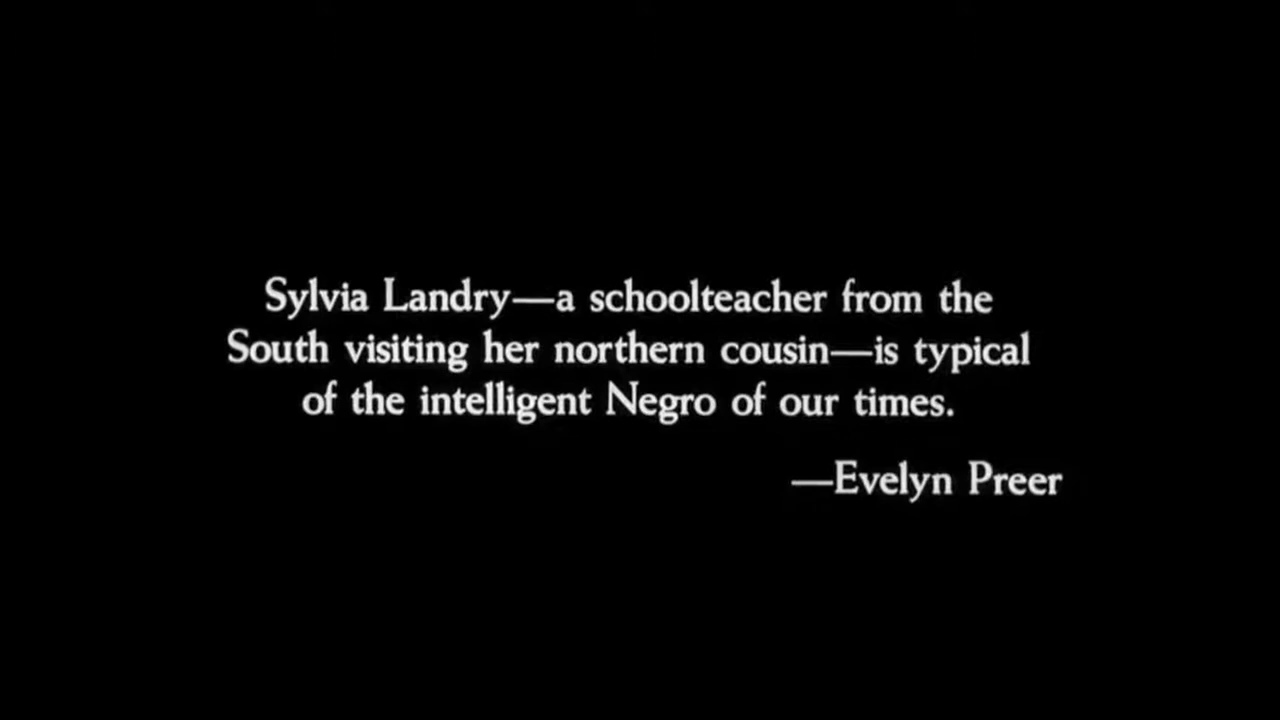 Sylvia Landry—a schoolteacher from the
South visiting her northern cousin—is typical
of the intelligent Negro of our times.
—Evelyn Preer